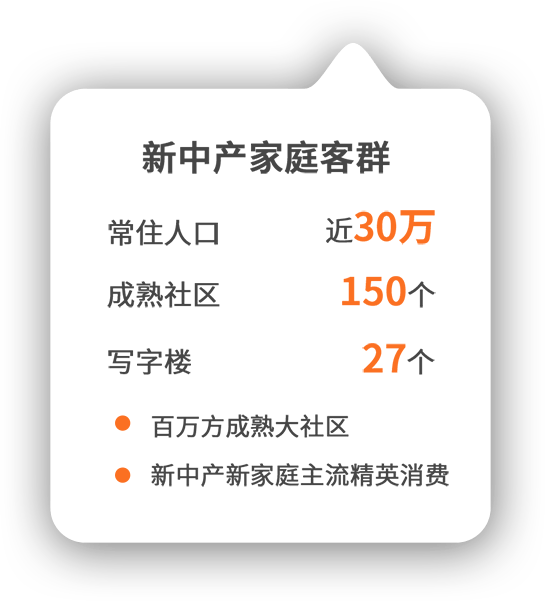 新中产家庭客群
常住人口 近30万
成熟社区 150个
写字楼 27个
百万方成熟大社区
新中产新家庭主流精英消费